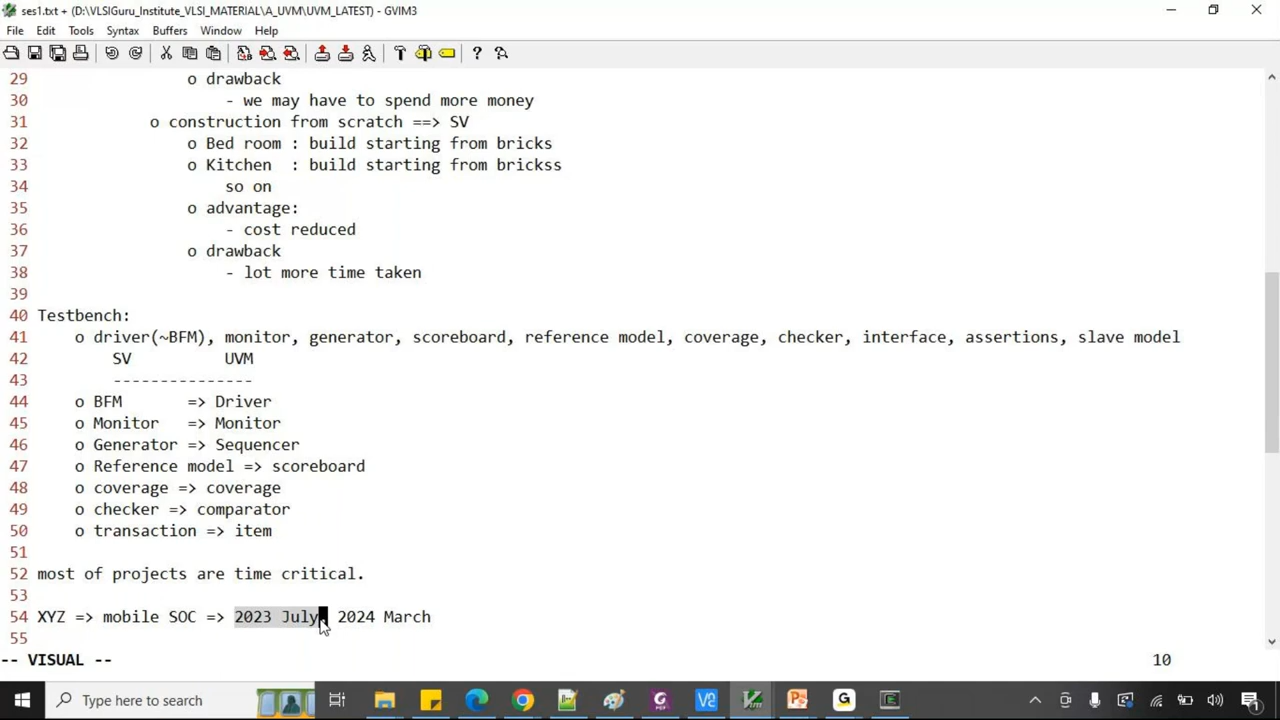 ses1.txt + (D:\VLSIGuru_Institute_VLSI_MATERIAL\A_UVM\UVM_LATEST) - GVIM3
File Edit Tools Syntax Buffers Window Help
29 o drawback
30 - we may have to spend more money
31 o construction from scratch ==> SV
32 o Bed room : build starting from bricks
33 o Kitchen : build starting from brickss
34 so on
35 o advantage:
36 - cost reduced
37 o drawback
38 - lot more time taken
39
40 Testbench:
41 o driver(~BFM), monitor, generator, scoreboard, reference model, coverage, checker, interface, assertions, slave model
42 SV UVM
43 ---------------
44 o BFM => Driver
45 o Monitor => Monitor
46 o Generator => Sequencer
47 o Reference model => scoreboard
48 o coverage => coverage
49 o checker => comparator
50 o transaction => item
51
52 most of projects are time critical.
53
54 XYZ => mobile SOC => 2023 July 2024 March
55
-- VISUAL -- 10
Type here to search